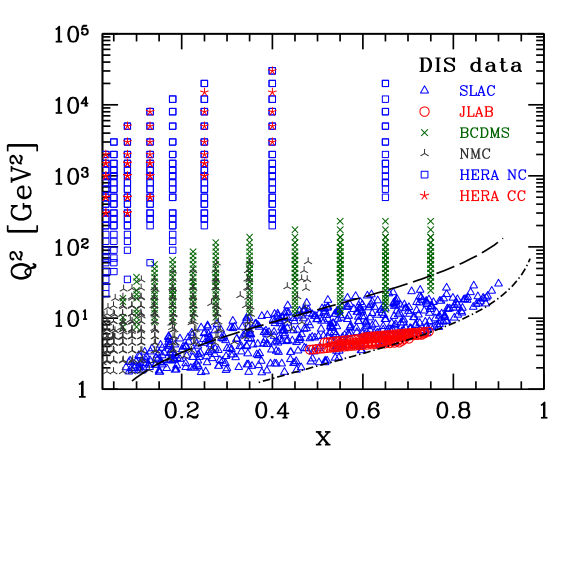 10⁵
10⁴
10³
10²
10¹
1
Q² [GeV²]
DIS data
SLAC
JLAB
BCDMS
NMC
HERA NC
HERA CC
0.2 0.4 0.6 0.8 1
x